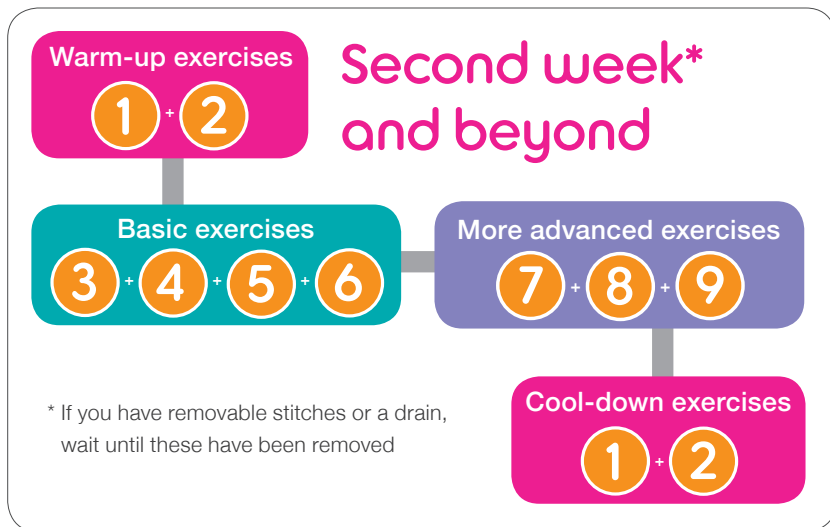 Second week*
and beyond
Warm-up exercises
1 + 2
Basic exercises
3 + 4 + 5 + 6
More advanced exercises
7 + 8 + 9
Cool-down exercises
1 + 2
* If you have removable stitches or a drain,
wait until these have been removed